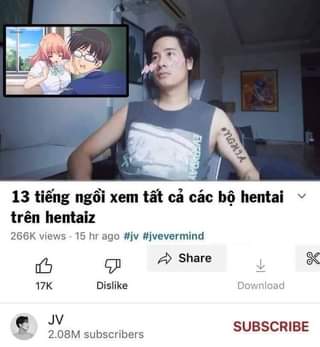 13 tiếng ngồi xem tất cả các bộ hentai
trên hentaiz
266K views · 15 hr ago #jv #jvevermind
17K
Dislike
Share
Download
JV
2.08M subscribers
SUBSCRIBE